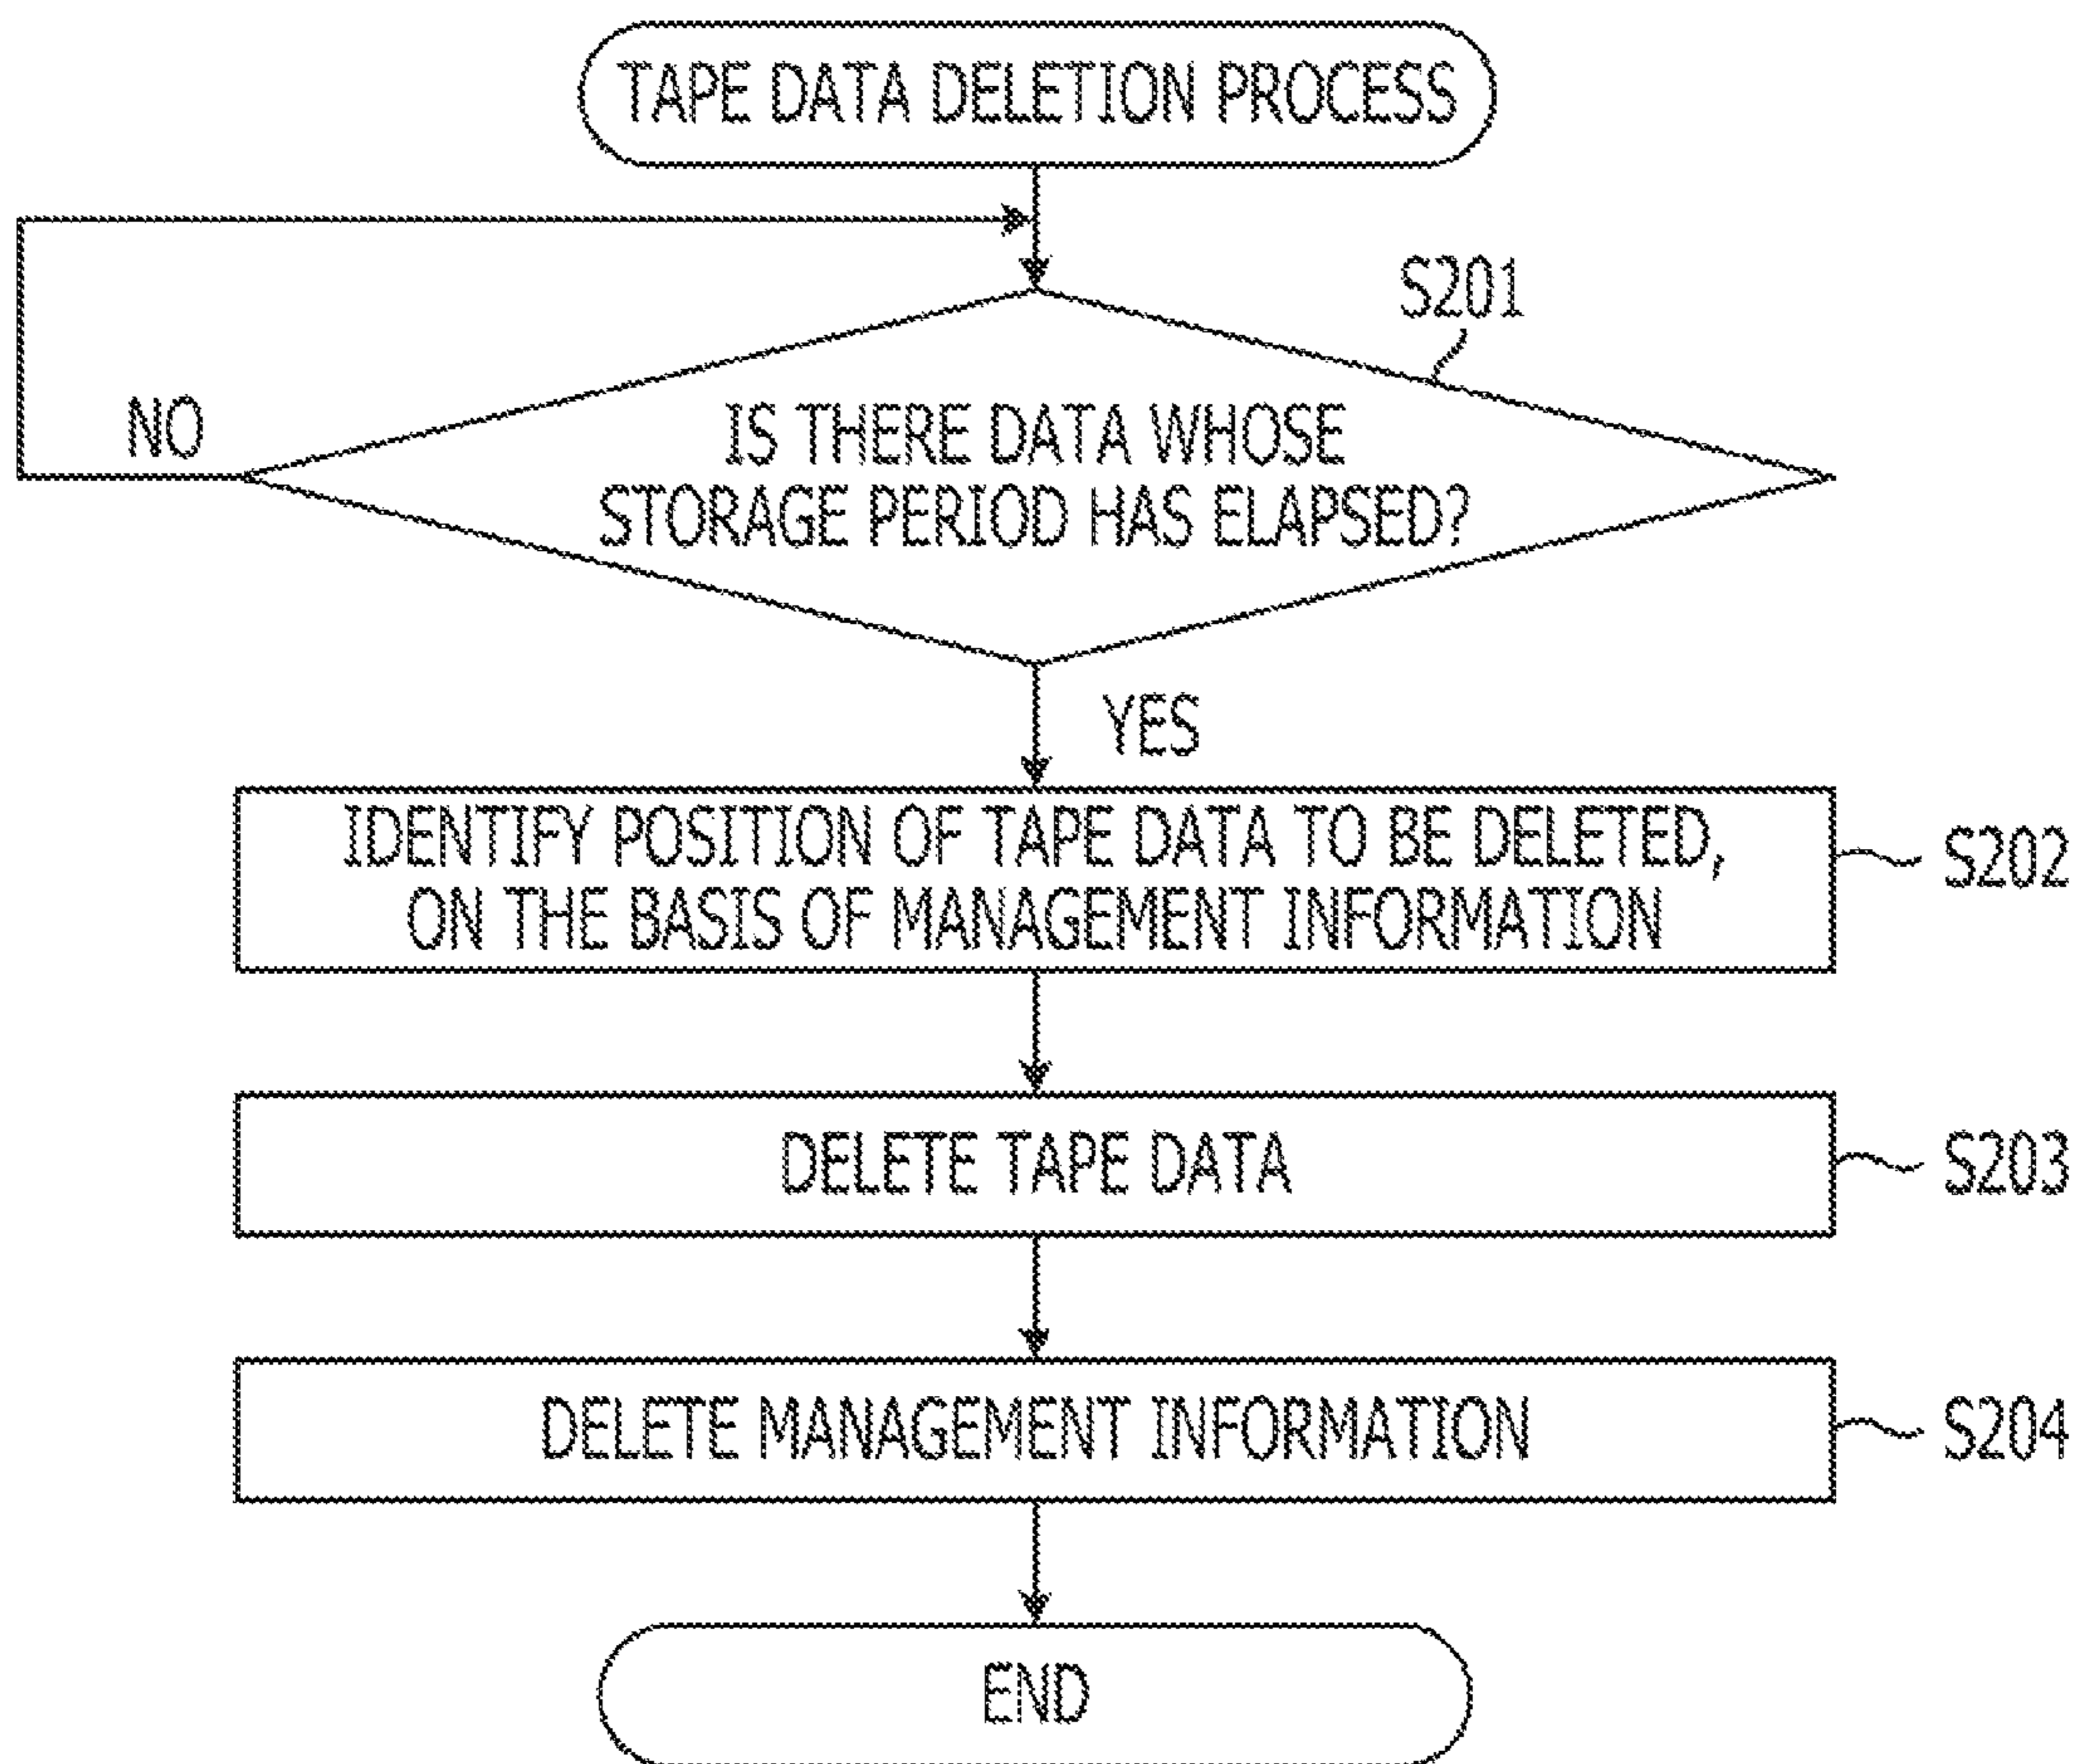 TAPE DATA DELETION PROCESS
S201
NO
IS THERE DATA WHOSE
STORAGE PERIOD HAS ELAPSED?
YES
IDENTIFY POSITION OF TAPE DATA TO BE DELETED,
ON THE BASIS OF MANAGEMENT INFORMATION
S202
DELETE TAPE DATA
S203
DELETE MANAGEMENT INFORMATION
S204
END